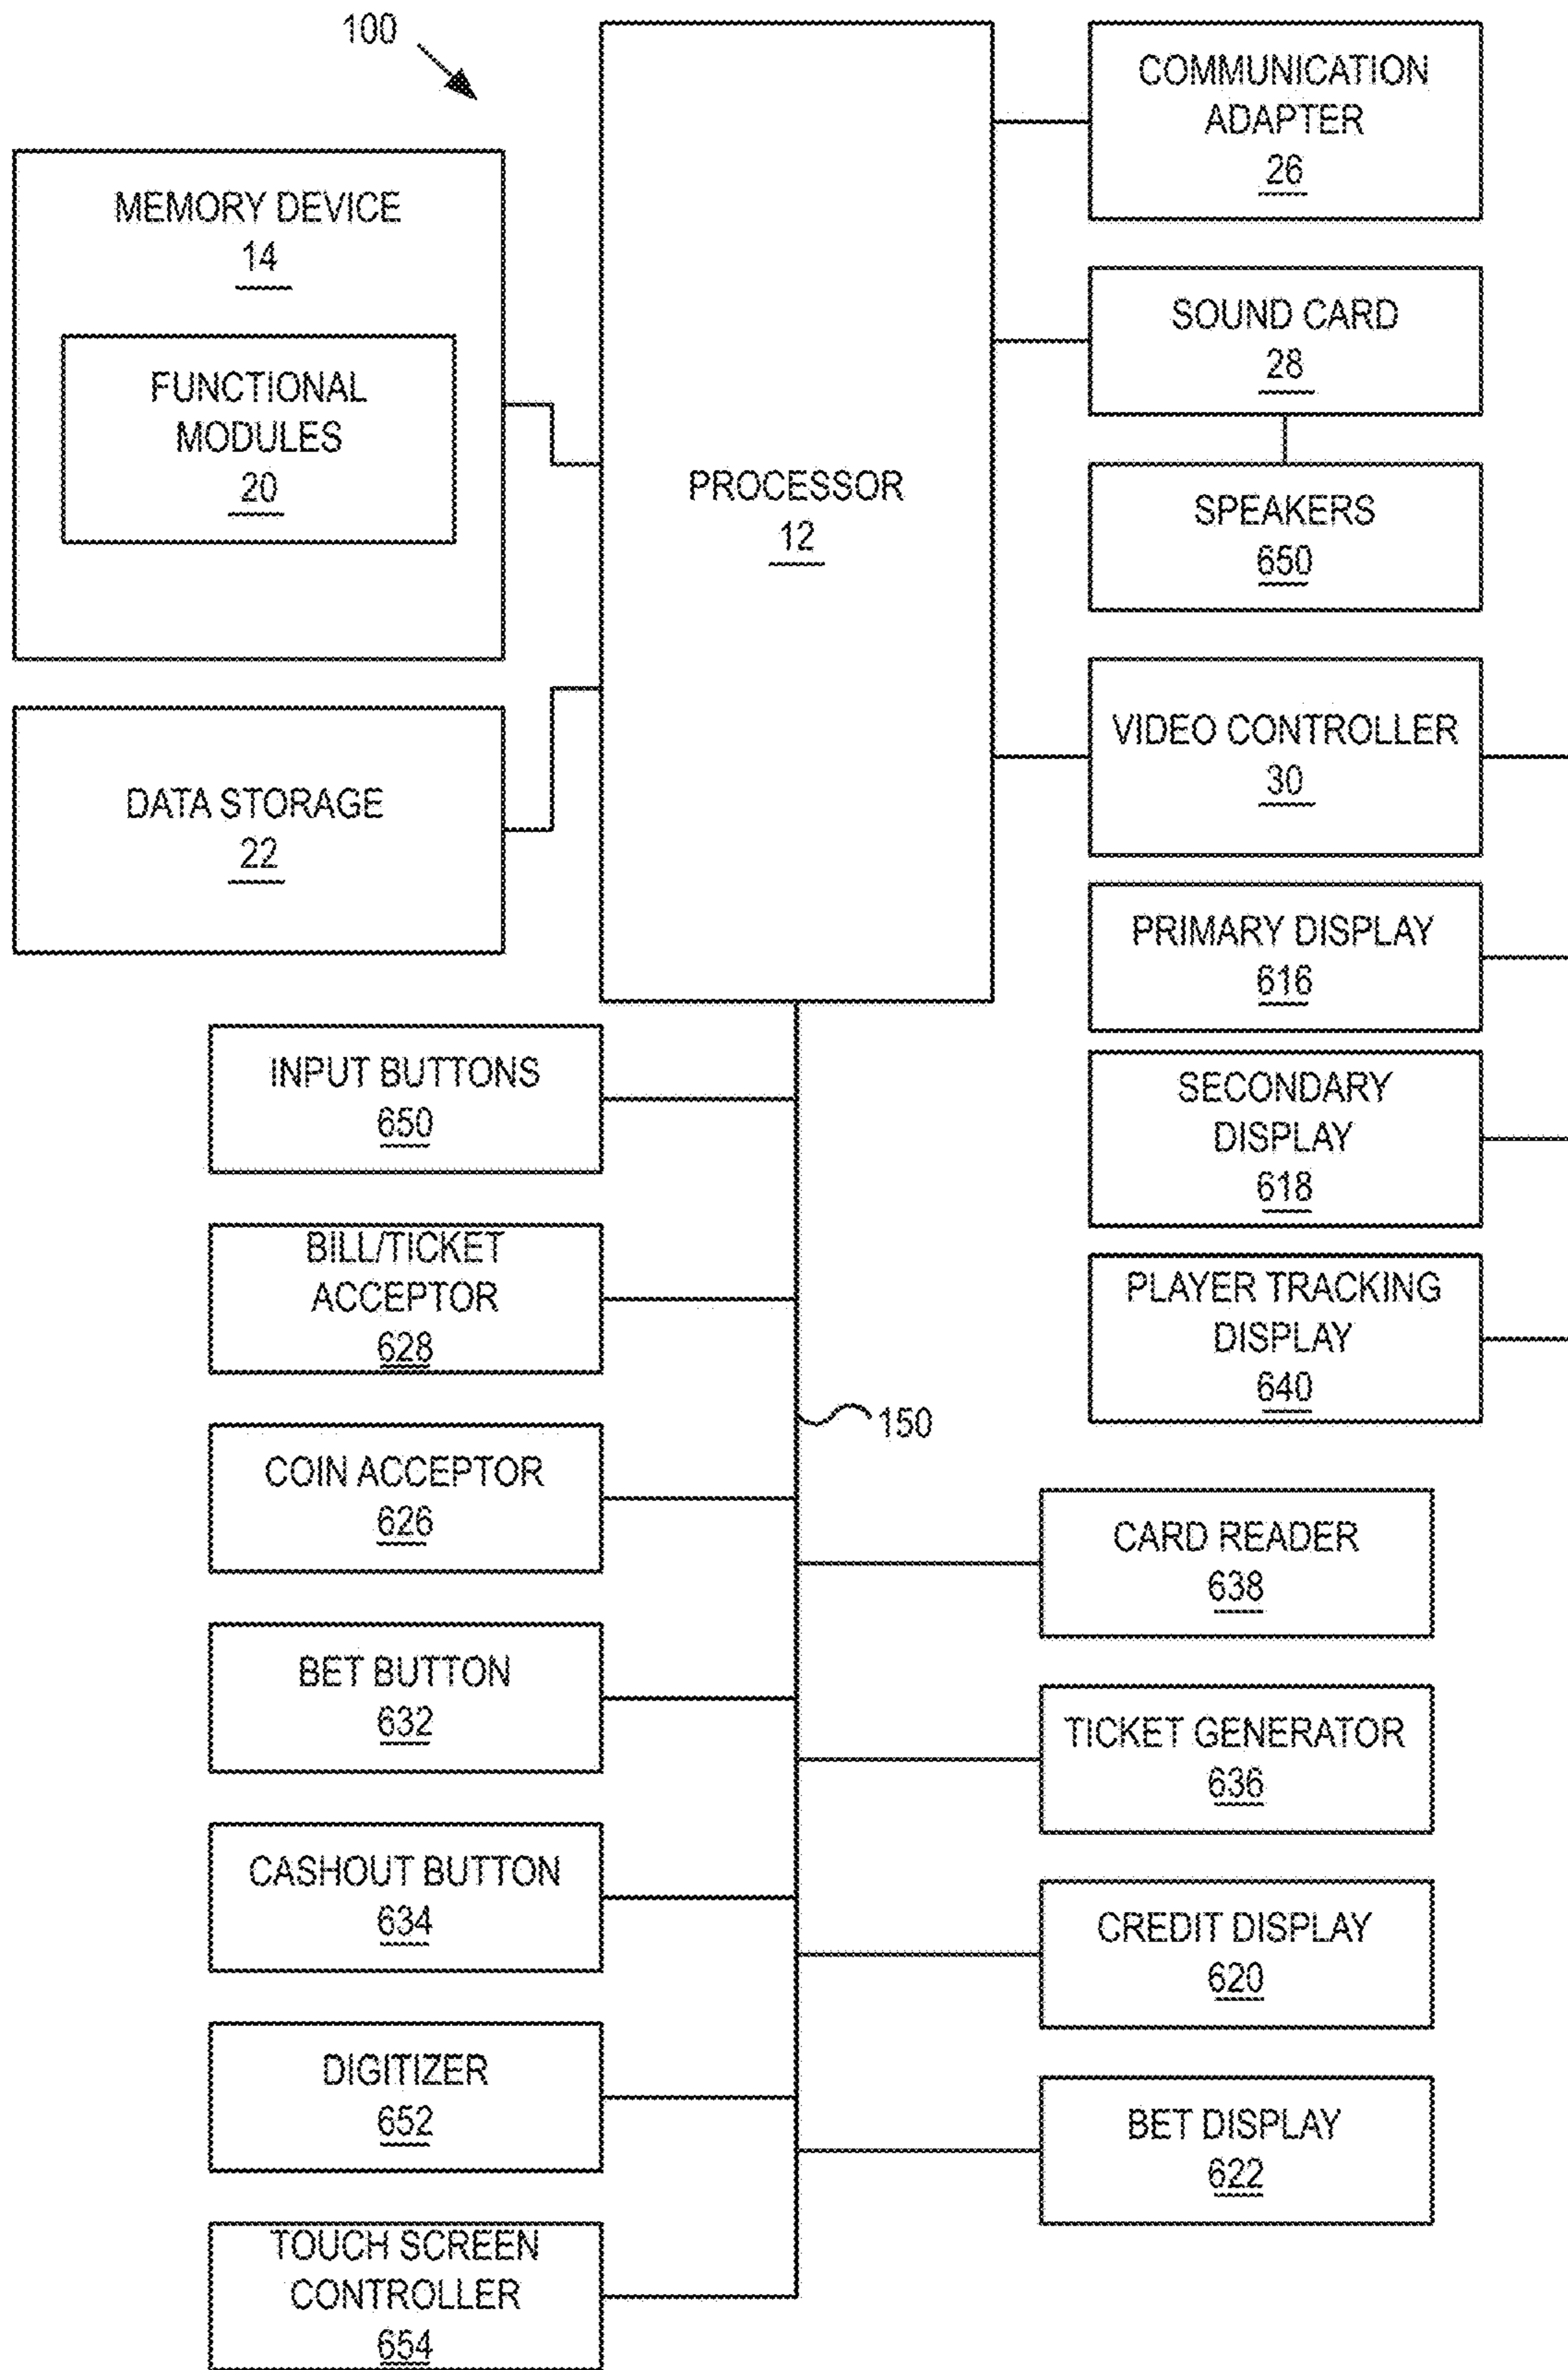 100
MEMORY DEVICE
14
FUNCTIONAL
MODULES
20
DATA STORAGE
22
PROCESSOR
12
COMMUNICATION
ADAPTER
26
SOUND CARD
28
SPEAKERS
650
VIDEO CONTROLLER
30
PRIMARY DISPLAY
616
SECONDARY
DISPLAY
618
PLAYER TRACKING
DISPLAY
640
INPUT BUTTONS
650
BILL/TICKET
ACCEPTOR
628
COIN ACCEPTOR
626
BET BUTTON
632
CASHOUT BUTTON
634
DIGITIZER
652
TOUCH SCREEN
CONTROLLER
654
150
CARD READER
638
TICKET GENERATOR
636
CREDIT DISPLAY
620
BET DISPLAY
622